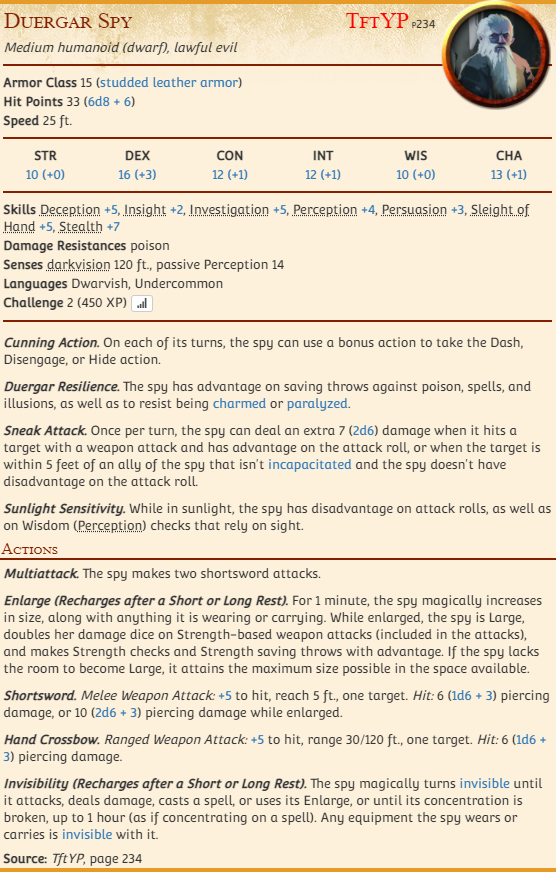 Duergar Spy TftYP p234
Medium humanoid (dwarf), lawful evil
Armor Class 15 (studded leather armor)
Hit Points 33 (6d8 + 6)
Speed 25 ft.
STR DEX CON INT WIS CHA
10 (+0) 16 (+3) 12 (+1) 12 (+1) 10 (+0) 13 (+1)
Skills Deception +5, Insight +2, Investigation +5, Perception +4, Persuasion +3, Sleight of
Hand +5, Stealth +7
Damage Resistances poison
Senses darkvision 120 ft., passive Perception 14
Languages Dwarvish, Undercommon
Challenge 2 (450 XP)
Cunning Action. On each of its turns, the spy can use a bonus action to take the Dash,
Disengage, or Hide action.
Duergar Resilience. The spy has advantage on saving throws against poison, spells, and
illusions, as well as to resist being charmed or paralyzed.
Sneak Attack. Once per turn, the spy can deal an extra 7 (2d6) damage when it hits a
target with a weapon attack and has advantage on the attack roll, or when the target is
within 5 feet of an ally of the spy that isn't incapacitated and the spy doesn't have
disadvantage on the attack roll.
Sunlight Sensitivity. While in sunlight, the spy has disadvantage on attack rolls, as well as
on Wisdom (Perception) checks that rely on sight.
Actions
Multiattack. The spy makes two shortsword attacks.
Enlarge (Recharges after a Short or Long Rest). For 1 minute, the spy magically increases
in size, along with anything it is wearing or carrying. While enlarged, the spy is Large,
doubles her damage dice on Strength-based weapon attacks (included in the attacks),
and makes Strength checks and Strength saving throws with advantage. If the spy lacks
the room to become Large, it attains the maximum size possible in the space available.
Shortsword. Melee Weapon Attack: +5 to hit, reach 5 ft., one target. Hit: 6 (1d6 + 3) piercing
damage, or 10 (2d6 + 3) piercing damage while enlarged.
Hand Crossbow. Ranged Weapon Attack: +5 to hit, range 30/120 ft., one target. Hit: 6 (1d6 +
3) piercing damage.
Invisibility (Recharges after a Short or Long Rest). The spy magically turns invisible until
it attacks, deals damage, casts a spell, or uses its Enlarge, or until its concentration is
broken, up to 1 hour (as if concentrating on a spell). Any equipment the spy wears or
carries is invisible with it.
Source: TftYP, page 234